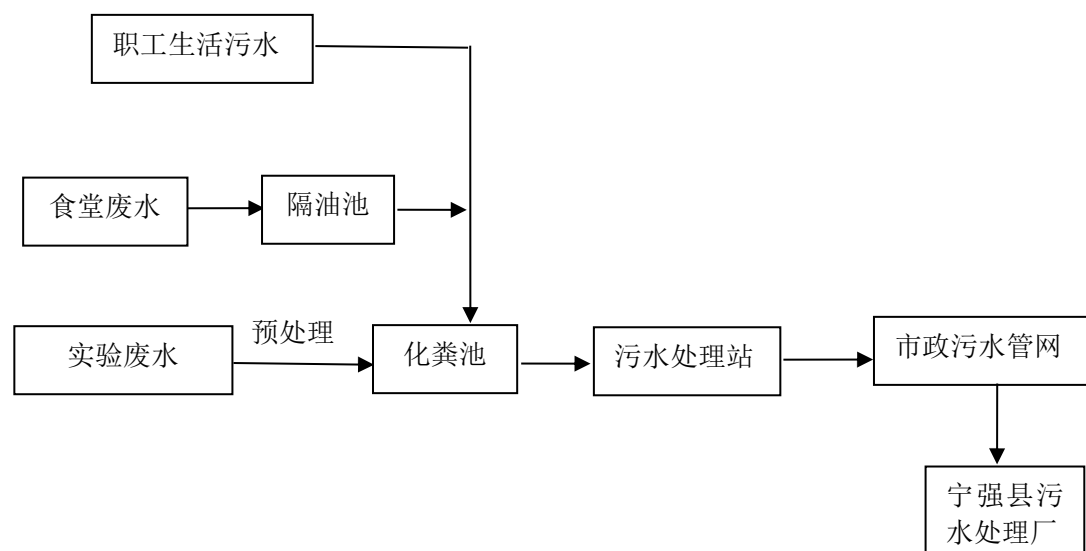 职工生活污水
食堂废水
隔油池
实验废水
预处理
化粪池
污水处理站
市政污水管网
宁强县污
水处理厂